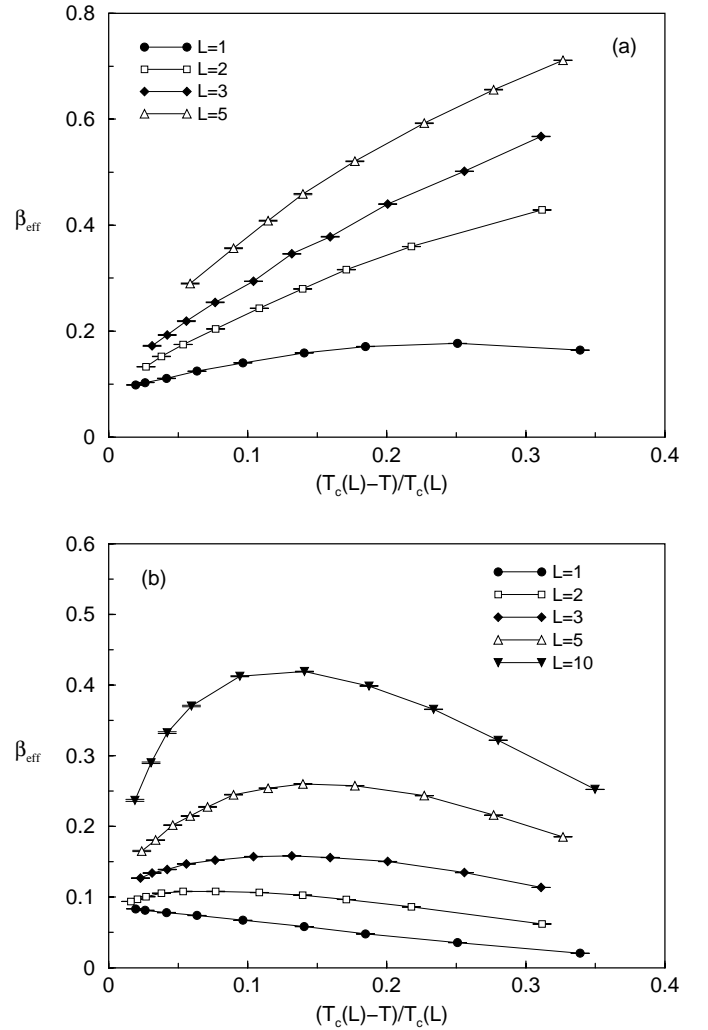 0.8
(a)
L=1
L=2
L=3
L=5
0.6
0.4
β_eff
0.2
0
0 0.1 0.2 0.3 0.4
(T_c(L)−T)/T_c(L)
0.6
(b)
L=1
L=2
L=3
L=5
L=10
0.5
0.4
0.3
β_eff
0.2
0.1
0
0 0.1 0.2 0.3 0.4
(T_c(L)−T)/T_c(L)